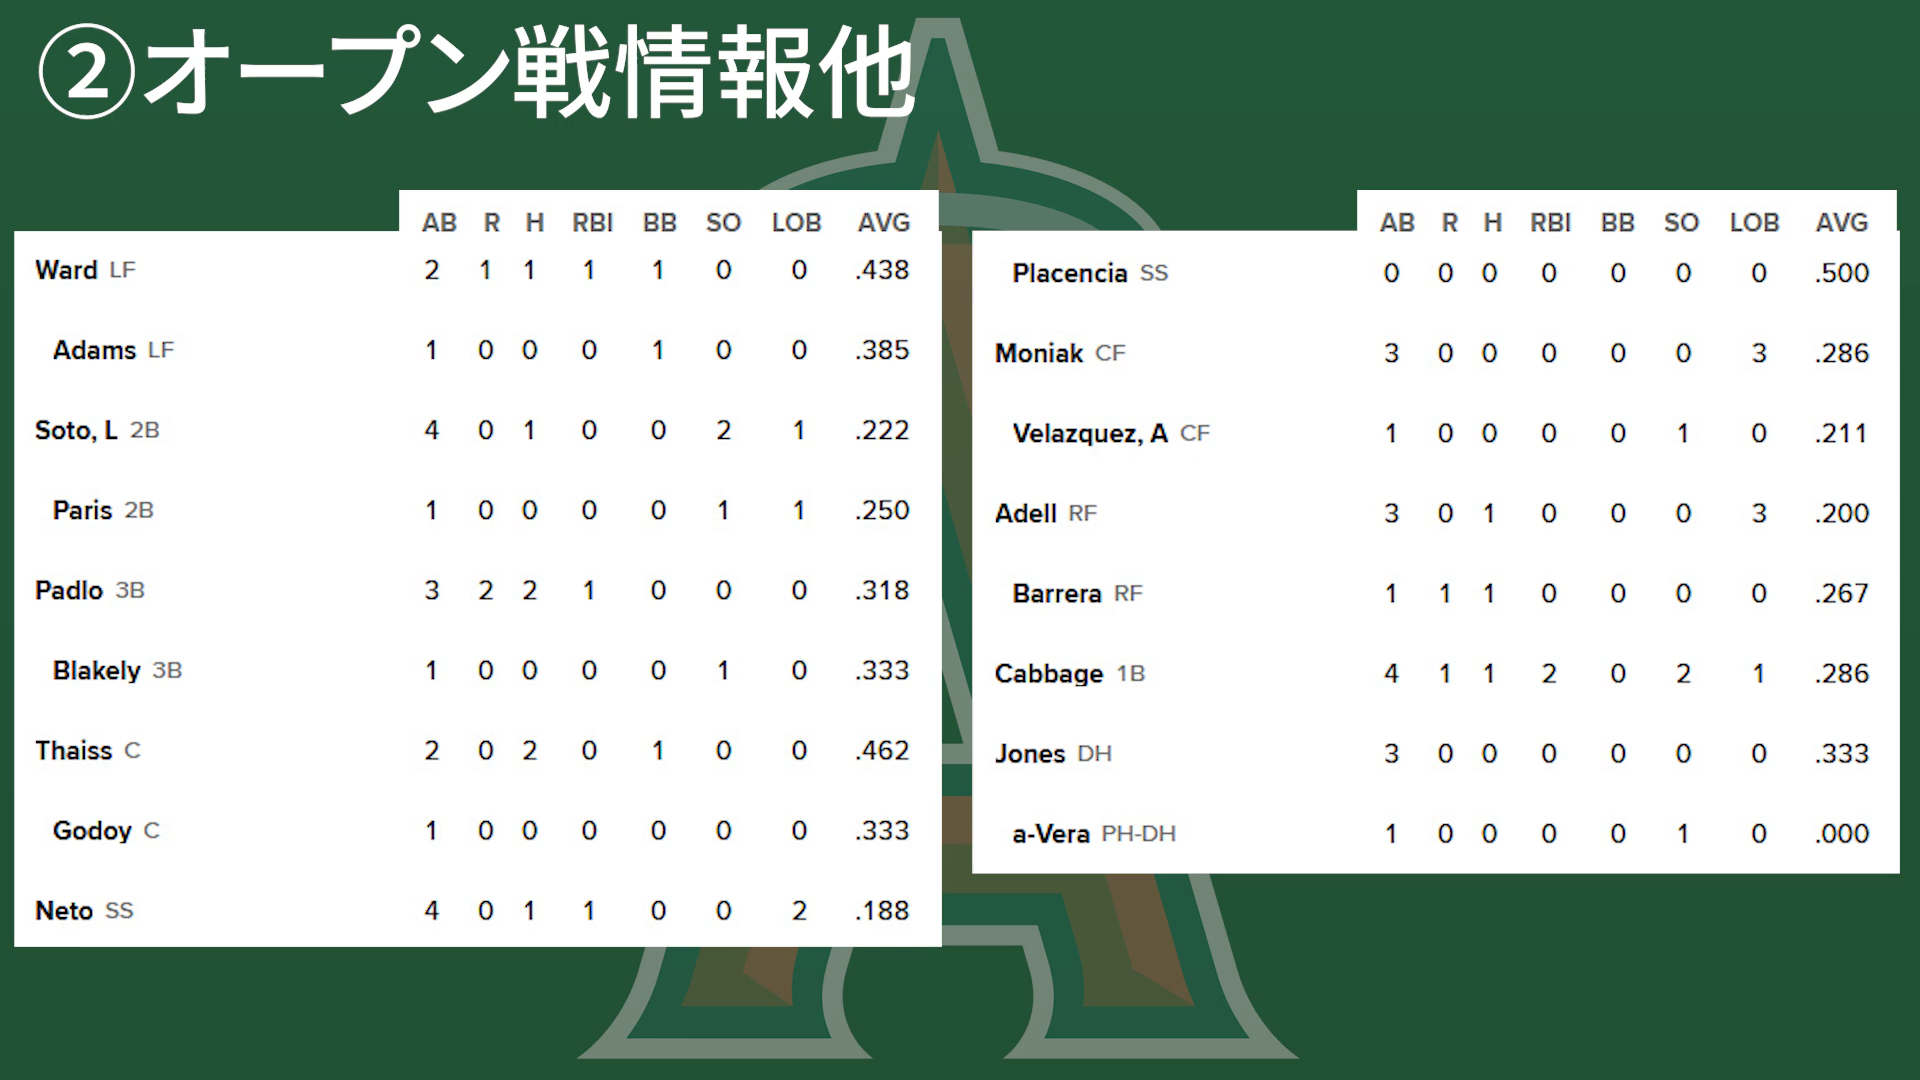 ②オープン戦情報他
AB R H RBI BB SO LOB AVG
Ward LF 2 1 1 1 1 0 0 .438
Adams LF 1 0 0 0 1 0 0 .385
Soto, L 2B 4 0 1 0 0 2 1 .222
Paris 2B 1 0 0 0 0 1 1 .250
Padlo 3B 3 2 2 1 0 0 0 .318
Blakely 3B 1 0 0 0 0 1 0 .333
Thaiss C 2 0 2 0 1 0 0 .462
Godoy C 1 0 0 0 0 0 0 .333
Neto SS 4 0 1 1 0 0 2 .188
AB R H RBI BB SO LOB AVG
Placencia SS 0 0 0 0 0 0 0 .500
Moniak CF 3 0 0 0 0 0 3 .286
Velazquez, A CF 1 0 0 0 0 1 0 .211
Adell RF 3 0 1 0 0 0 3 .200
Barrera RF 1 1 1 0 0 0 0 .267
Cabbage 1B 4 1 1 2 0 2 1 .286
Jones DH 3 0 0 0 0 0 0 .333
a-Vera PH-DH 1 0 0 0 0 1 0 .000